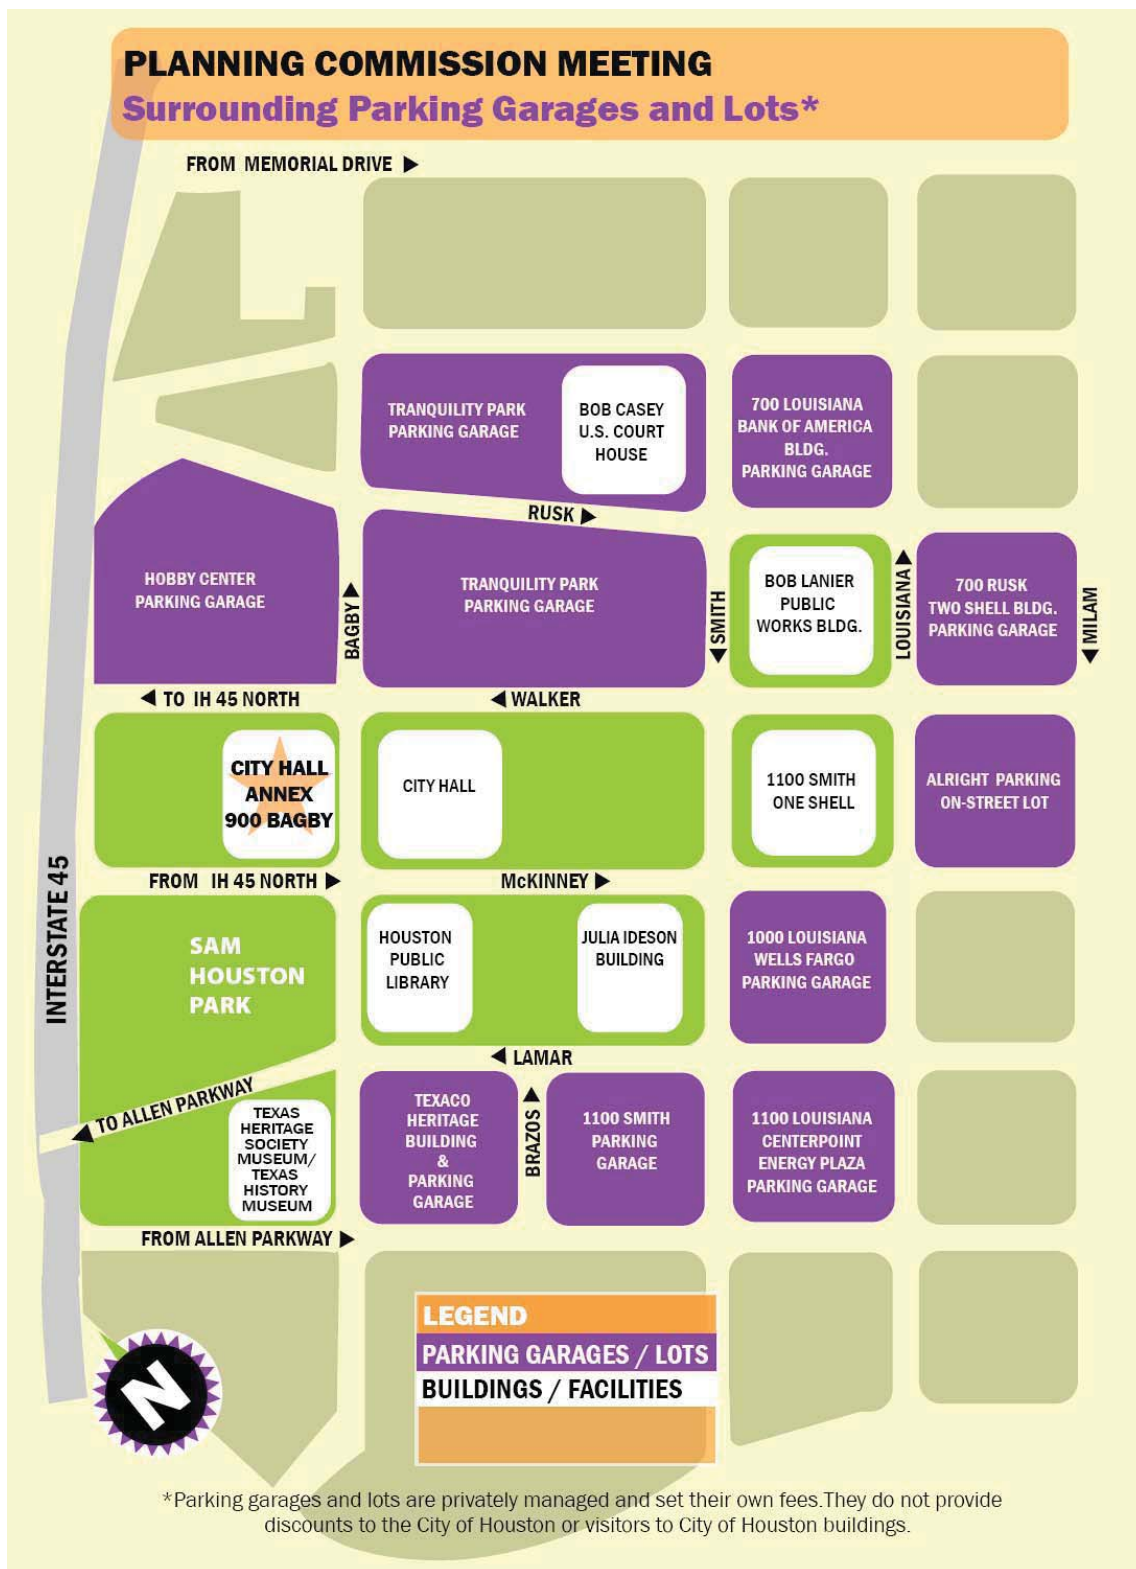 PLANNING COMMISSION MEETING
Surrounding Parking Garages and Lots*
FROM MEMORIAL DRIVE
TRANQUILITY PARK
PARKING GARAGE
BOB CASEY
U.S. COURT
HOUSE
700 LOUISIANA
BANK OF AMERICA
BLDG.
PARKING GARAGE
RUSK
HOBBY CENTER
PARKING GARAGE
BAGBY
TRANQUILITY PARK
PARKING GARAGE
SMITH
BOB LANIER
PUBLIC
WORKS BLDG.
LOUISIANA
700 RUSK
TWO SHELL BLDG.
PARKING GARAGE
MILAM
TO IH 45 NORTH
WALKER
CITY HALL
ANNEX
900 BAGBY
CITY HALL
1100 SMITH
ONE SHELL
ALRIGHT PARKING
ON-STREET LOT
INTERSTATE 45
FROM IH 45 NORTH
McKINNEY
SAM
HOUSTON
PARK
HOUSTON
PUBLIC
LIBRARY
JULIA IDESON
BUILDING
1000 LOUISIANA
WELLS FARGO
PARKING GARAGE
LAMAR
TO ALLEN PARKWAY
TEXAS
HERITAGE
SOCIETY
MUSEUM/
TEXAS
HISTORY
MUSEUM
TEXACO
HERITAGE
BUILDING
&
PARKING
GARAGE
BRAZOS
1100 SMITH
PARKING
GARAGE
1100 LOUISIANA
CENTERPOINT
ENERGY PLAZA
PARKING GARAGE
FROM ALLEN PARKWAY
LEGEND
PARKING GARAGES / LOTS
BUILDINGS / FACILITIES
N
*Parking garages and lots are privately managed and set their own fees.They do not provide
discounts to the City of Houston or visitors to City of Houston buildings.